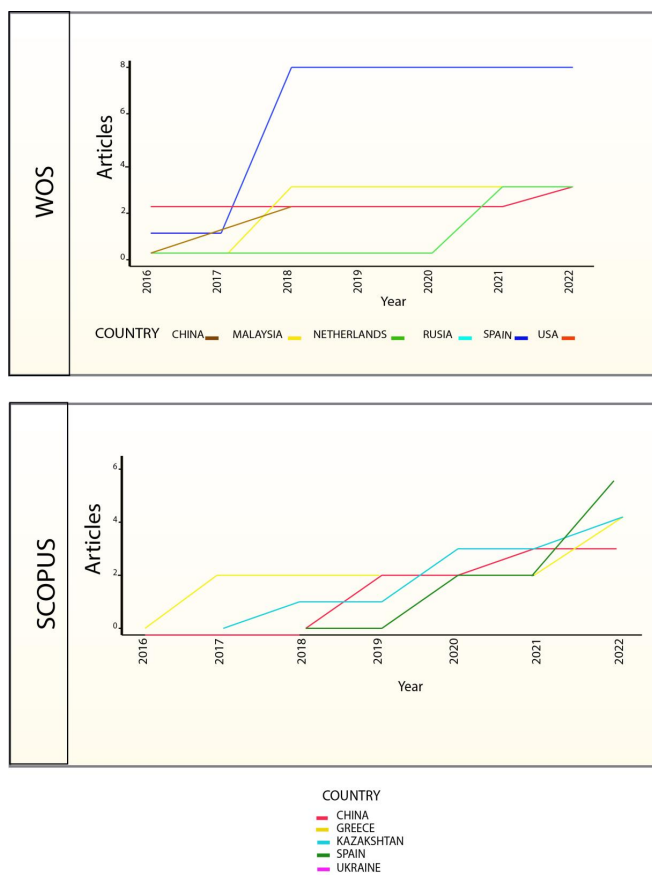 WOS
Articles
8
6
4
2
0
2016 2017 2018 2019 2020 2021 2022
Year
COUNTRY CHINA MALAYSIA NETHERLANDS RUSIA SPAIN USA
SCOPUS
Articles
6
4
2
0
2016 2017 2018 2019 2020 2021 2022
Year
COUNTRY
CHINA
GREECE
KAZAKSHTAN
SPAIN
UKRAINE